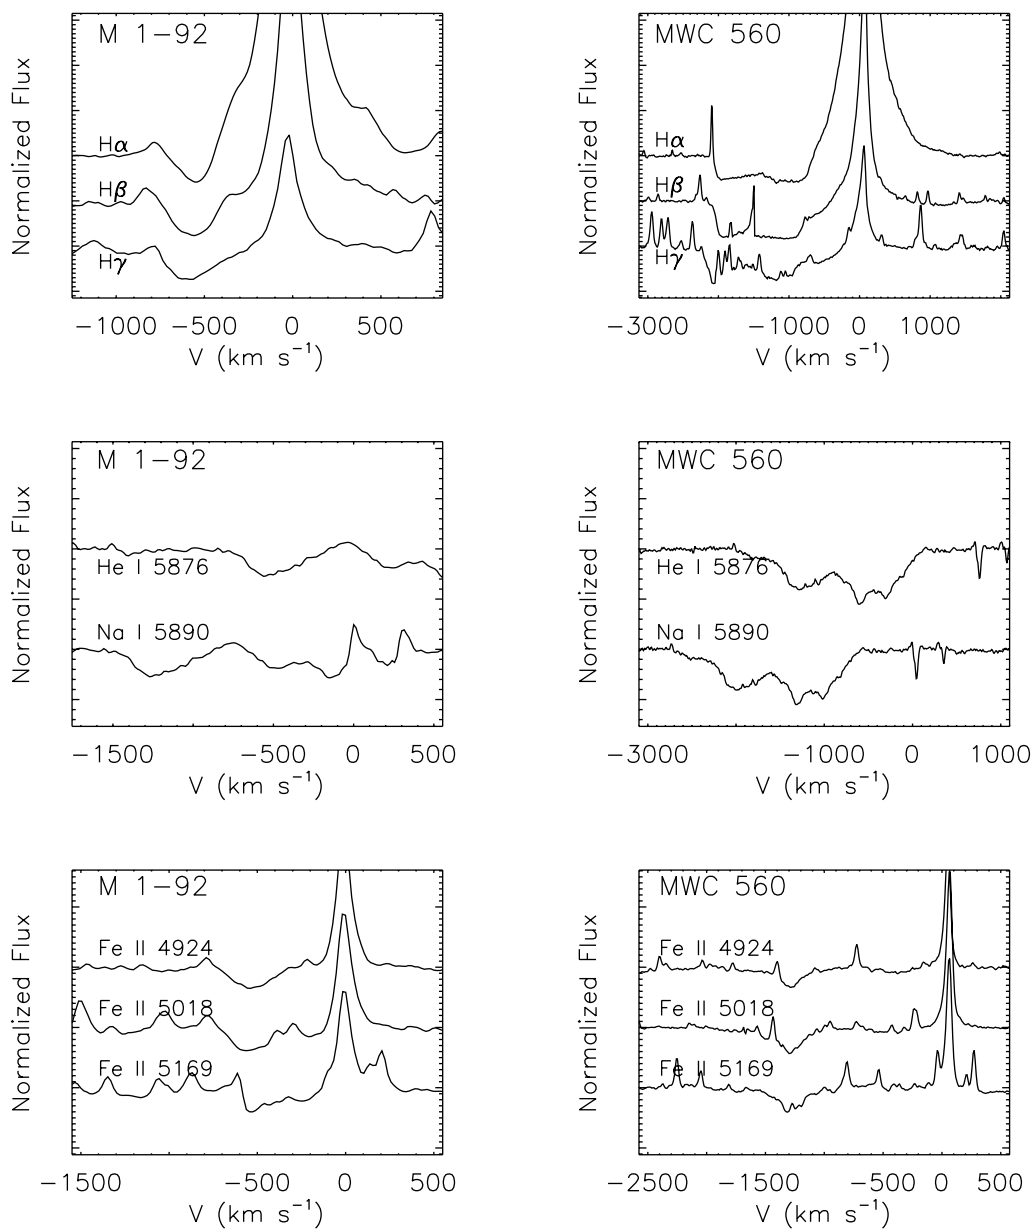 M 1-92
Normalized Flux
Hα
Hβ
Hγ
-1000 -500 0 500
V (km s⁻¹)
MWC 560
Normalized Flux
Hα
Hβ
Hγ
-3000 -1000 0 1000
V (km s⁻¹)
M 1-92
Normalized Flux
He I 5876
Na I 5890
-1500 -500 0 500
V (km s⁻¹)
MWC 560
Normalized Flux
He I 5876
Na I 5890
-3000 -1000 0 1000
V (km s⁻¹)
M 1-92
Normalized Flux
Fe II 4924
Fe II 5018
Fe II 5169
-1500 -500 0 500
V (km s⁻¹)
MWC 560
Normalized Flux
Fe II 4924
Fe II 5018
Fe II 5169
-2500 -1500 -500 0 500
V (km s⁻¹)